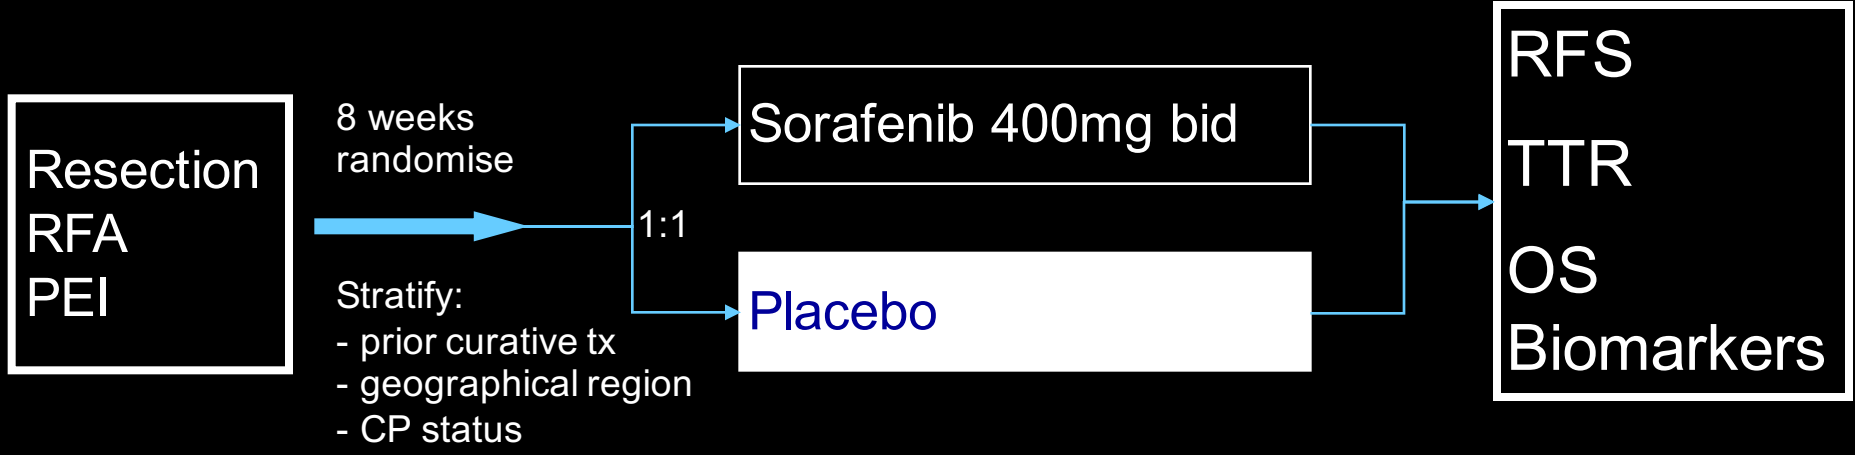 Resection
RFA
PEI
8 weeks
randomise
Stratify:
- prior curative tx
- geographical region
- CP status
1:1
Sorafenib 400mg bid
Placebo
RFS
TTR
OS
Biomarkers